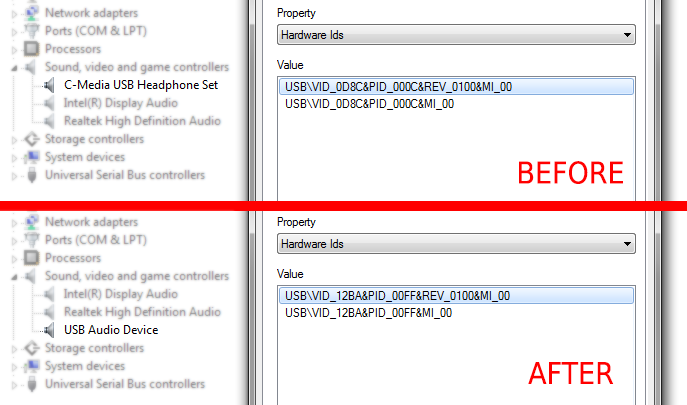 Network adapters
Ports (COM & LPT)
Processors
Sound, video and game controllers
C-Media USB Headphone Set
Intel(R) Display Audio
Realtek High Definition Audio
Storage controllers
System devices
Universal Serial Bus controllers
Property
Hardware Ids
Value
USB\VID_0D8C&PID_000C&REV_0100&MI_00
USB\VID_0D8C&PID_000C&MI_00
BEFORE
Network adapters
Ports (COM & LPT)
Processors
Sound, video and game controllers
Intel(R) Display Audio
Realtek High Definition Audio
USB Audio Device
Storage controllers
System devices
Universal Serial Bus controllers
Property
Hardware Ids
Value
USB\VID_12BA&PID_00FF&REV_0100&MI_00
USB\VID_12BA&PID_00FF&MI_00
AFTER